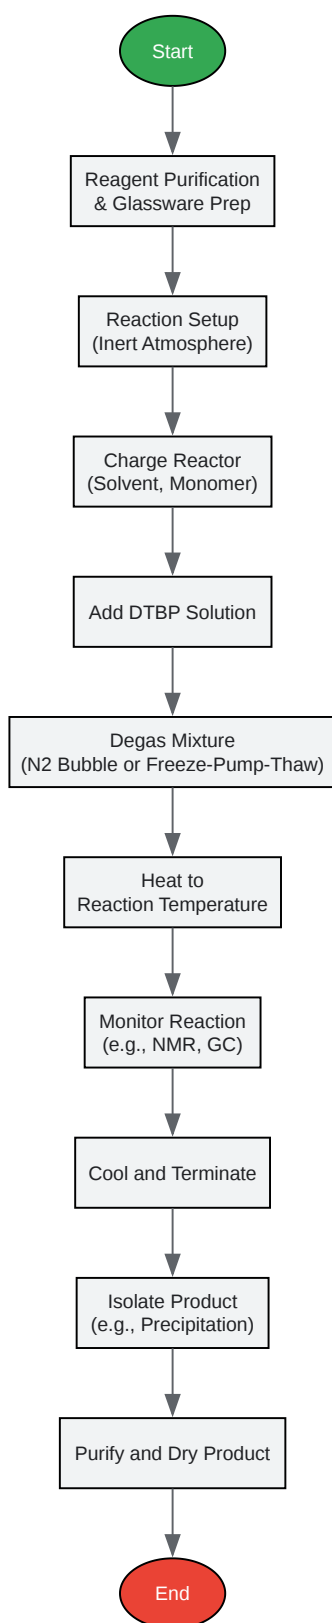 Start
Reagent Purification
& Glassware Prep
Reaction Setup
(Inert Atmosphere)
Charge Reactor
(Solvent, Monomer)
Add DTBP Solution
Degas Mixture
(N2 Bubble or Freeze-Pump-Thaw)
Heat to
Reaction Temperature
Monitor Reaction
(e.g., NMR, GC)
Cool and Terminate
Isolate Product
(e.g., Precipitation)
Purify and Dry Product
End